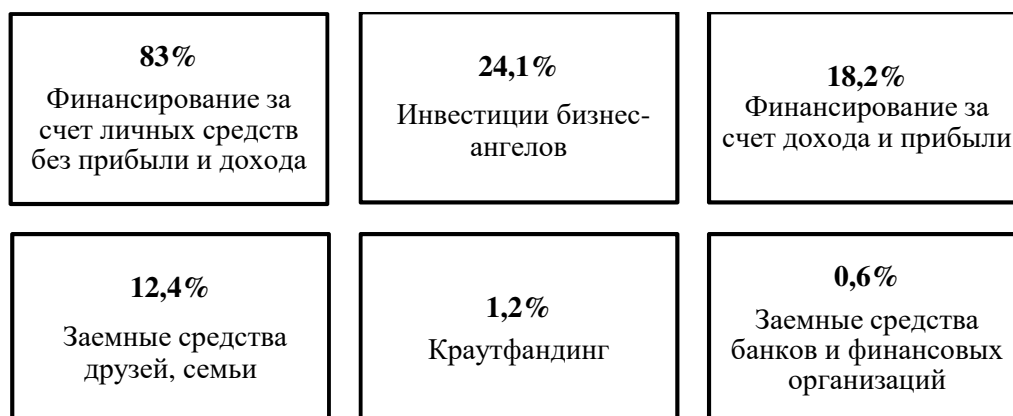 83%
Финансирование за
счет личных средств
без прибыли и дохода
24,1%
Инвестиции бизнес-
ангелов
18,2%
Финансирование за
счет дохода и прибыли
12,4%
Заемные средства
друзей, семьи
1,2%
Краутфандинг
0,6%
Заемные средства
банков и финансовых
организаций